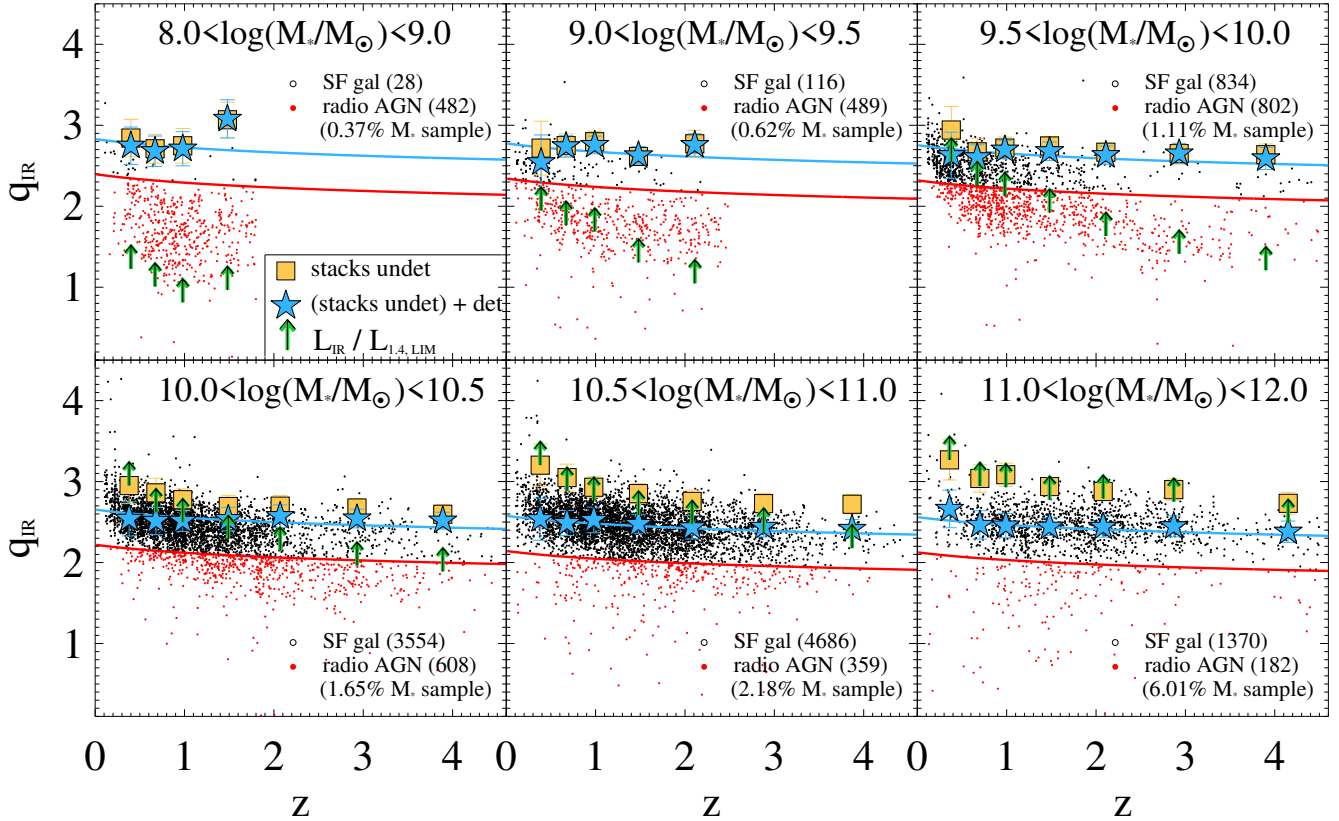 8.0<log(M*/M☉)<9.0
SF gal (28)
radio AGN (482)
(0.37% M* sample)
stacks undet
(stacks undet) + det
L_IR / L_1.4, LIM
9.0<log(M*/M☉)<9.5
SF gal (116)
radio AGN (489)
(0.62% M* sample)
9.5<log(M*/M☉)<10.0
SF gal (834)
radio AGN (802)
(1.11% M* sample)
q_IR
4
3
2
1
10.0<log(M*/M☉)<10.5
SF gal (3554)
radio AGN (608)
(1.65% M* sample)
10.5<log(M*/M☉)<11.0
SF gal (4686)
radio AGN (359)
(2.18% M* sample)
11.0<log(M*/M☉)<12.0
SF gal (1370)
radio AGN (182)
(6.01% M* sample)
q_IR
4
3
2
1
0 1 2 3 4 0 1 2 3 4 0 1 2 3 4
z z z